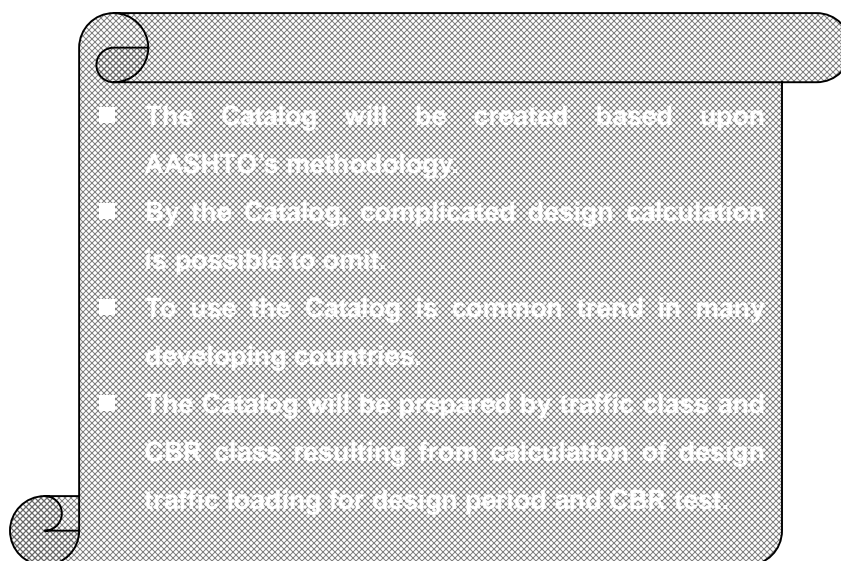 ■ The Catalog will be created based upon
AASHTO's methodology.
■ By the Catalog, complicated design calculation
is possible to omit.
■ To use the Catalog is common trend in many
developing countries.
■ The Catalog will be prepared by traffic class and
CBR class resulting from calculation of design
traffic loading for design period and CBR test.